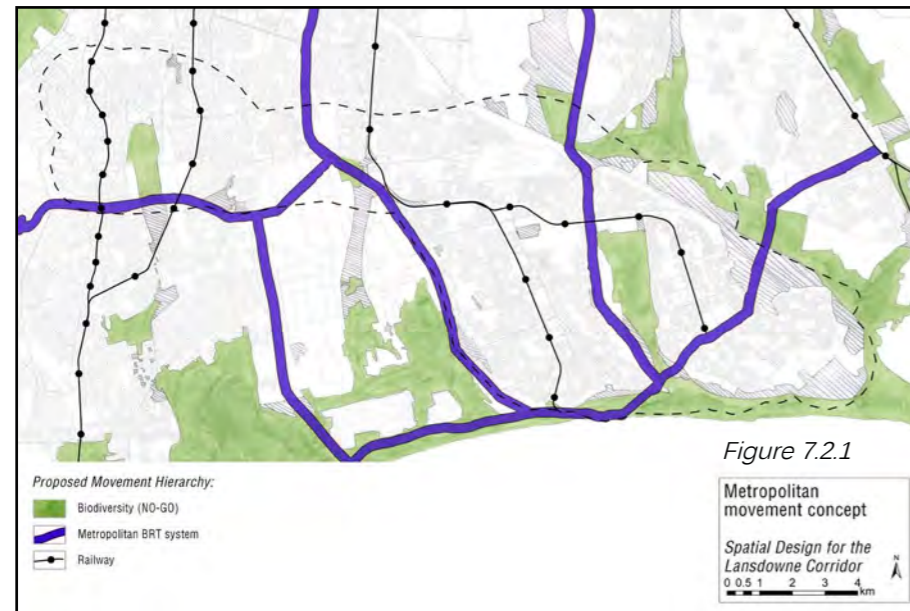 Figure 7.2.1
Proposed Movement Hierarchy:
Biodiversity (NO-GO)
Metropolitan BRT system
Railway
Metropolitan
movement concept
Spatial Design for the
Lansdowne Corridor
N
0 0.5 1 2 3 4
km